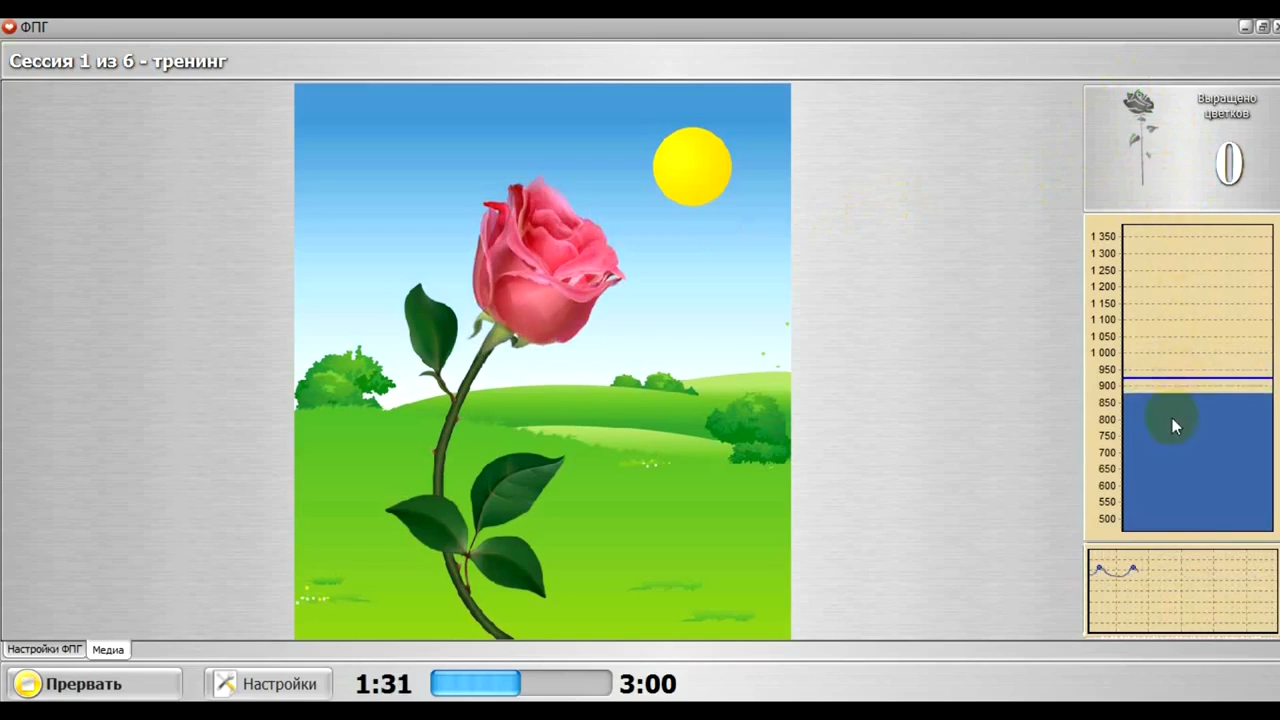 ФПГ
Сессия 1 из 6 - тренинг
Выращено
цветков
0
1 350
1 300
1 250
1 200
1 150
1 100
1 050
1 000
950
900
850
800
750
700
650
600
550
500
Настройки ФПГ
Медиа
Прервать
Настройки
1:31
3:00